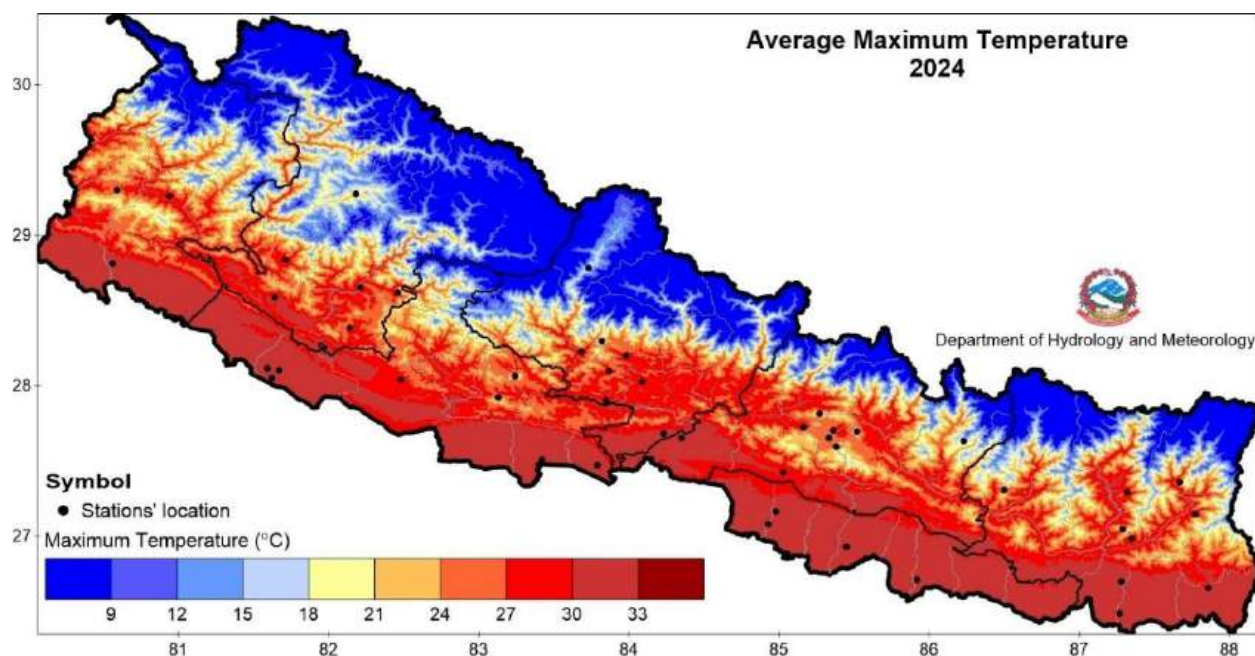 Average Maximum Temperature
2024
30
29
28
27
Department of Hydrology and Meteorology
Symbol
Stations' location
Maximum Temperature (°C)
9 12 15 18 21 24 27 30 33
81 82 83 84 85 86 87 88